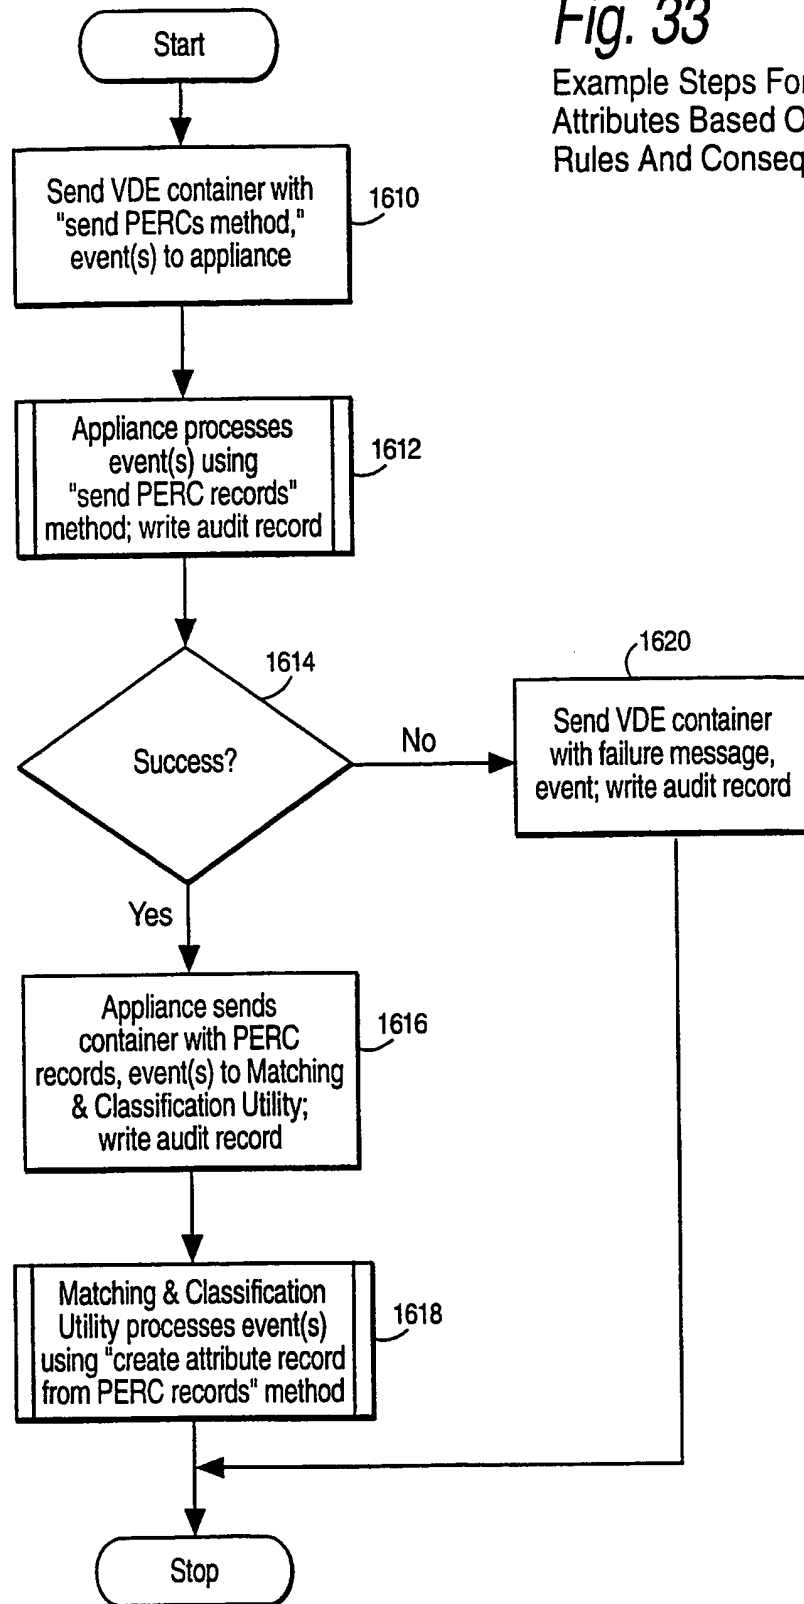 Fig. 33
Example Steps For
Attributes Based O
Rules And Conseq
Start
Send VDE container with
"send PERCs method,"
event(s) to appliance
1610
Appliance processes
event(s) using
"send PERC records"
method; write audit record
1612
Success?
1614
No
Yes
1620
Send VDE container
with failure message,
event; write audit record
Appliance sends
container with PERC
records, event(s) to Matching
& Classification Utility;
write audit record
1616
Matching & Classification
Utility processes event(s)
using "create attribute record
from PERC records" method
1618
Stop